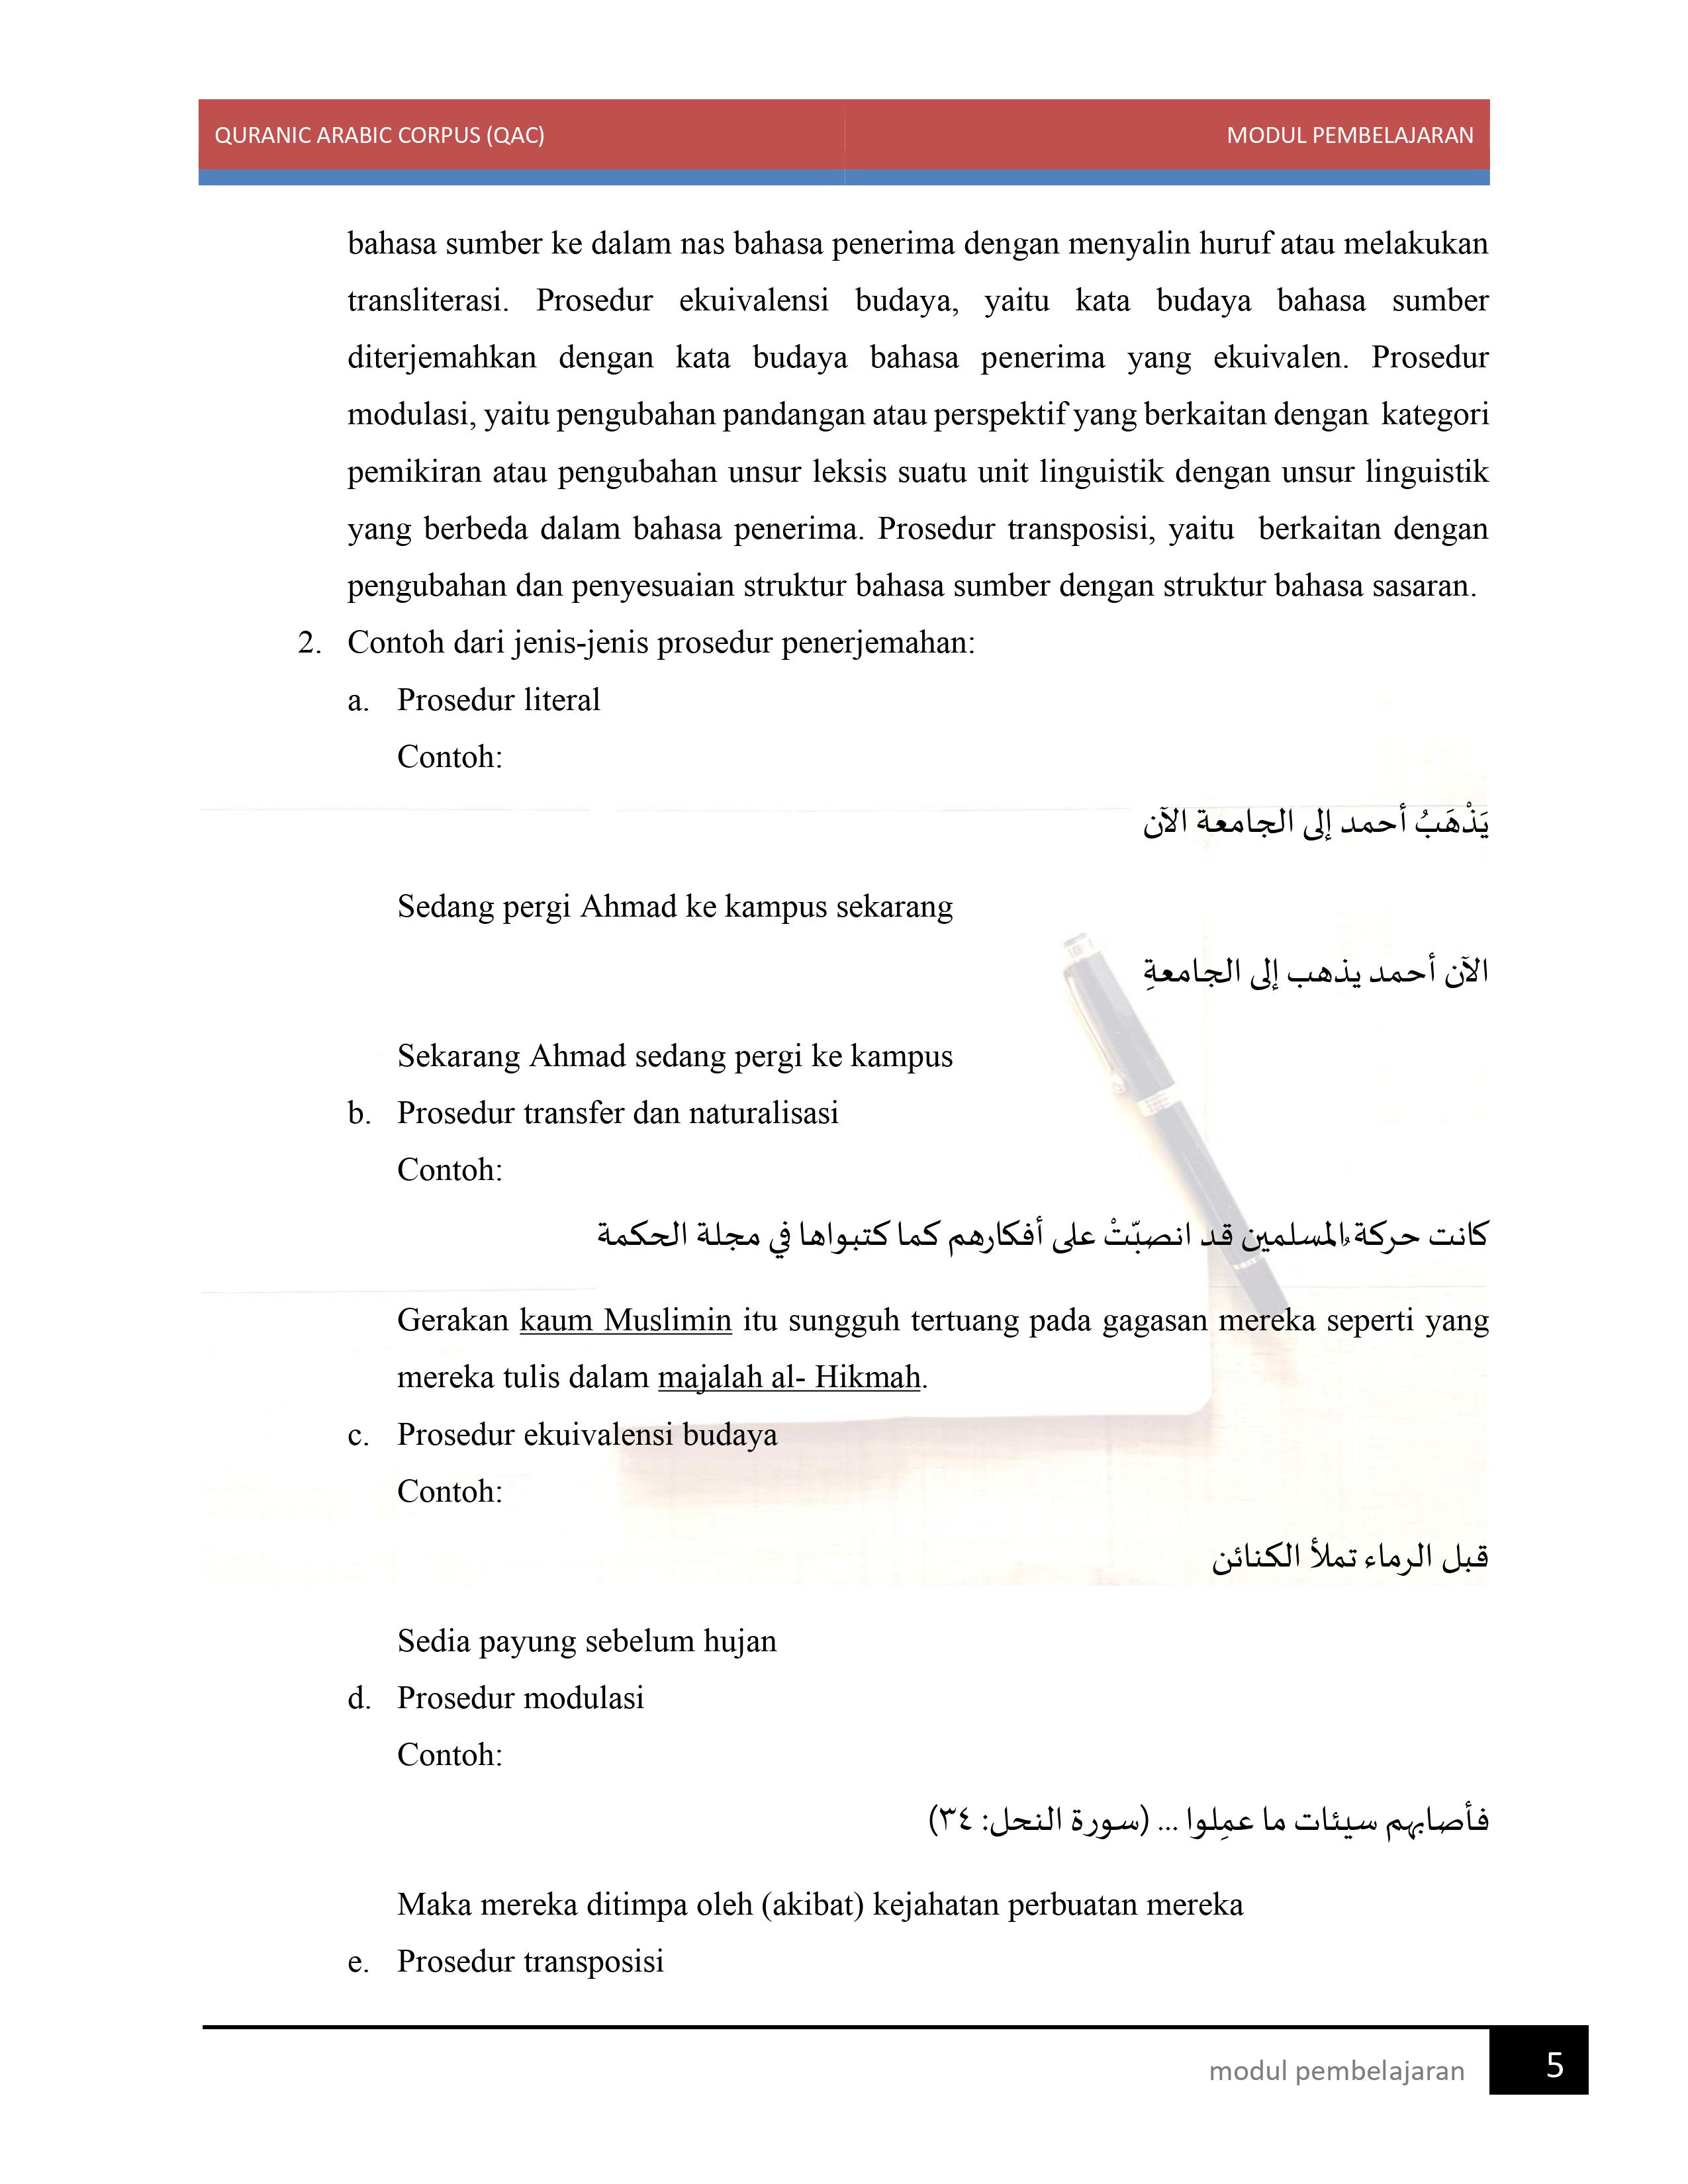 QURANIC ARABIC CORPUS (QAC) MODUL PEMBELAJARAN
bahasa sumber ke dalam nas bahasa penerima dengan menyalin huruf atau melakukan
transliterasi. Prosedur ekuivalensi budaya, yaitu kata budaya bahasa sumber
diterjemahkan dengan kata budaya bahasa penerima yang ekuivalen. Prosedur
modulasi, yaitu pengubahan pandangan atau perspektif yang berkaitan dengan kategori
pemikiran atau pengubahan unsur leksis suatu unit linguistik dengan unsur linguistik
yang berbeda dalam bahasa penerima. Prosedur transposisi, yaitu berkaitan dengan
pengubahan dan penyesuaian struktur bahasa sumber dengan struktur bahasa sasaran.
2. Contoh dari jenis-jenis prosedur penerjemahan:
a. Prosedur literal
Contoh:
يَذْهَبُ أحمد إلى الجامعة الآن
Sedang pergi Ahmad ke kampus sekarang
الآن أحمد يذهب إلى الجامعةِ
Sekarang Ahmad sedang pergi ke kampus
b. Prosedur transfer dan naturalisasi
Contoh:
كانت حركة ُالمسلمين قد انصبّتْ على أفكارهم كما كتبواها في مجلة الحكمة
Gerakan kaum Muslimin itu sungguh tertuang pada gagasan mereka seperti yang
mereka tulis dalam majalah al- Hikmah.
c. Prosedur ekuivalensi budaya
Contoh:
قبل الرماء تملأ الكنائن
Sedia payung sebelum hujan
d. Prosedur modulasi
Contoh:
فأصابهم سيئات ما عمِلوا ... (سورة النحل: ٣٤)
Maka mereka ditimpa oleh (akibat) kejahatan perbuatan mereka
e. Prosedur transposisi
modul pembelajaran 5